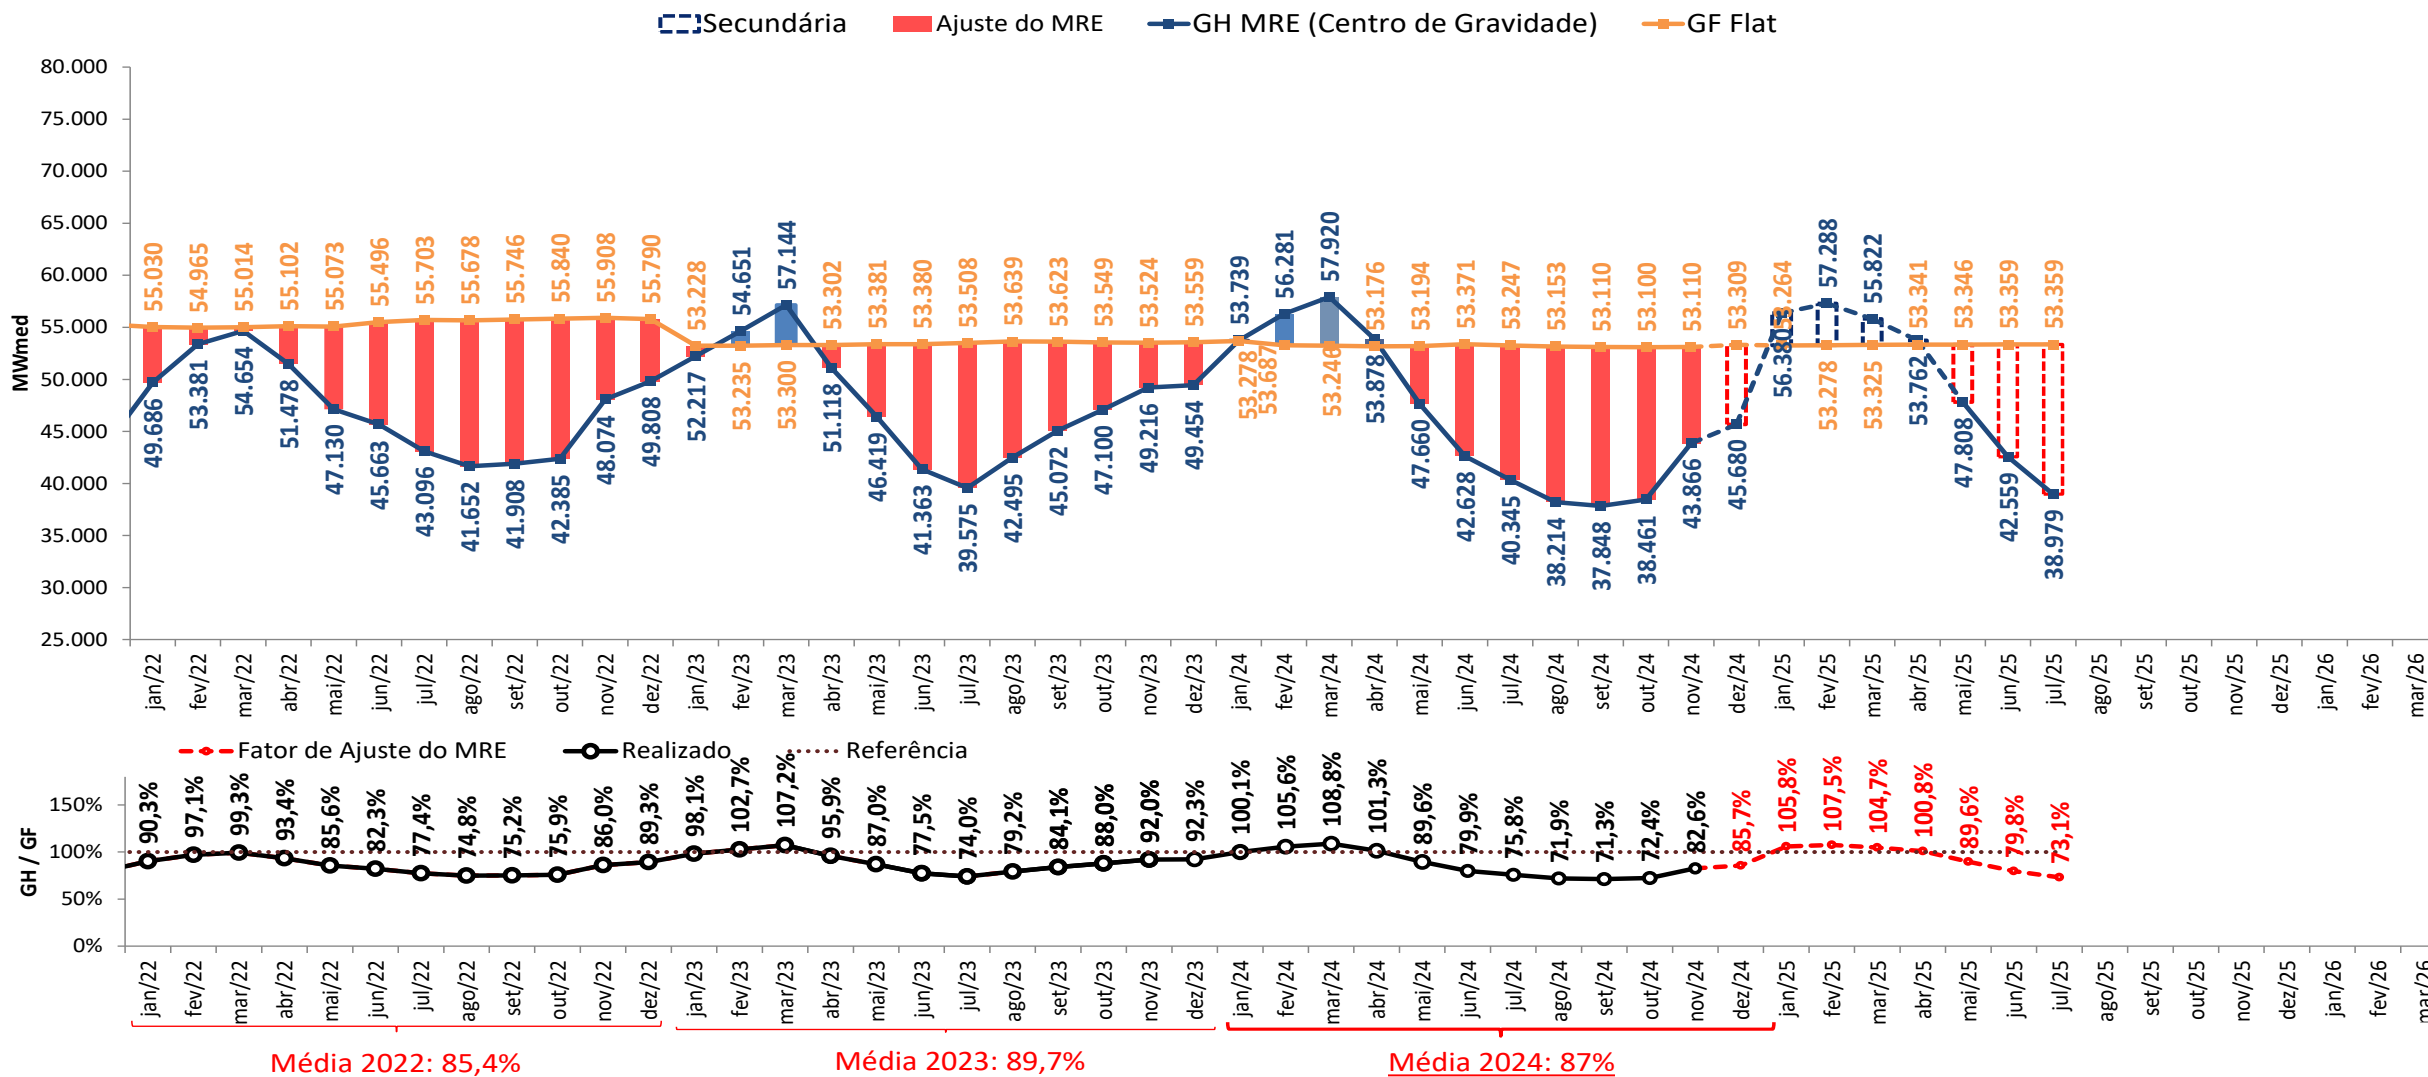 Secundária Ajuste do MRE GH MRE (Centro de Gravidade) GF Flat
MWmed
80.000
75.000
70.000
65.000
60.000
55.000
50.000
45.000
40.000
35.000
30.000
25.000
55.030 54.965 55.014 55.102 55.073 55.496 55.703 55.678 55.746 55.840 55.908 55.790 53.228 53.235 53.300 53.302 53.381 53.380 53.508 53.639 53.623 53.549 53.524 53.559 53.278 53.687 53.246 53.176 53.194 53.371 53.247 53.153 53.110 53.100 53.110 53.309 53.264 53.278 53.325 53.341 53.346 53.359 53.359
49.686 53.381 54.654 51.478 47.130 45.663 43.096 41.652 41.908 42.385 48.074 49.808 52.217 54.651 57.144 51.118 46.419 41.363 39.575 42.495 45.072 47.100 49.216 49.454 53.739 56.281 57.920 53.878 47.660 42.628 40.345 38.214 37.848 38.461 43.866 45.680 56.380 57.288 55.822 53.762 47.808 42.559 38.979
jan/22 fev/22 mar/22 abr/22 mai/22 jun/22 jul/22 ago/22 set/22 out/22 nov/22 dez/22 jan/23 fev/23 mar/23 abr/23 mai/23 jun/23 jul/23 ago/23 set/23 out/23 nov/23 dez/23 jan/24 fev/24 mar/24 abr/24 mai/24 jun/24 jul/24 ago/24 set/24 out/24 nov/24 dez/24 jan/25 fev/25 mar/25 abr/25 mai/25 jun/25 jul/25 ago/25 set/25 out/25 nov/25 dez/25 jan/26 fev/26 mar/26
Fator de Ajuste do MRE Realizado Referência
GH / GF
150%
100%
50%
0%
90,3% 97,1% 99,3% 93,4% 85,6% 82,3% 77,4% 74,8% 75,2% 75,9% 86,0% 89,3% 98,1% 102,7% 107,2% 95,9% 87,0% 77,5% 74,0% 79,2% 84,1% 88,0% 92,0% 92,3% 100,1% 105,6% 108,8% 101,3% 89,6% 79,9% 75,8% 71,9% 71,3% 72,4% 82,6% 85,7% 105,8% 107,5% 104,7% 100,8% 89,6% 79,8% 73,1%
jan/22 fev/22 mar/22 abr/22 mai/22 jun/22 jul/22 ago/22 set/22 out/22 nov/22 dez/22 jan/23 fev/23 mar/23 abr/23 mai/23 jun/23 jul/23 ago/23 set/23 out/23 nov/23 dez/23 jan/24 fev/24 mar/24 abr/24 mai/24 jun/24 jul/24 ago/24 set/24 out/24 nov/24 dez/24 jan/25 fev/25 mar/25 abr/25 mai/25 jun/25 jul/25 ago/25 set/25 out/25 nov/25 dez/25 jan/26 fev/26 mar/26
Média 2022: 85,4% Média 2023: 89,7% Média 2024: 87%